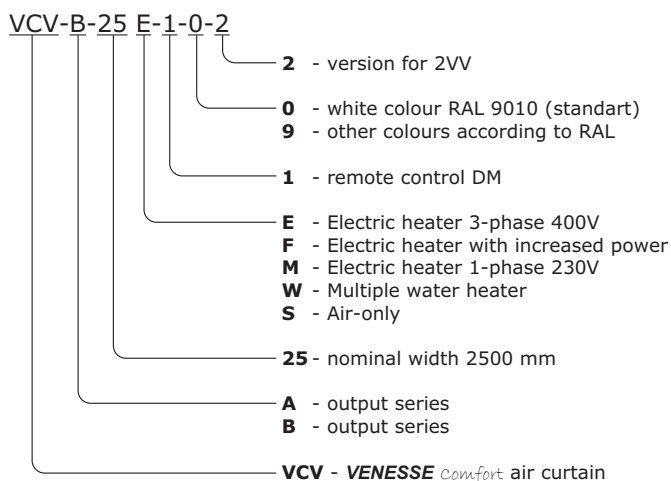 VCV-B-25 E-1-0-2
2 - version for 2VV
0 - white colour RAL 9010 (standart)
9 - other colours according to RAL
1 - remote control DM
E - Electric heater 3-phase 400V
F - Electric heater with increased power
M - Electric heater 1-phase 230V
W - Multiple water heater
S - Air-only
25 - nominal width 2500 mm
A - output series
B - output series
VCV - VENESSE Comfort air curtain